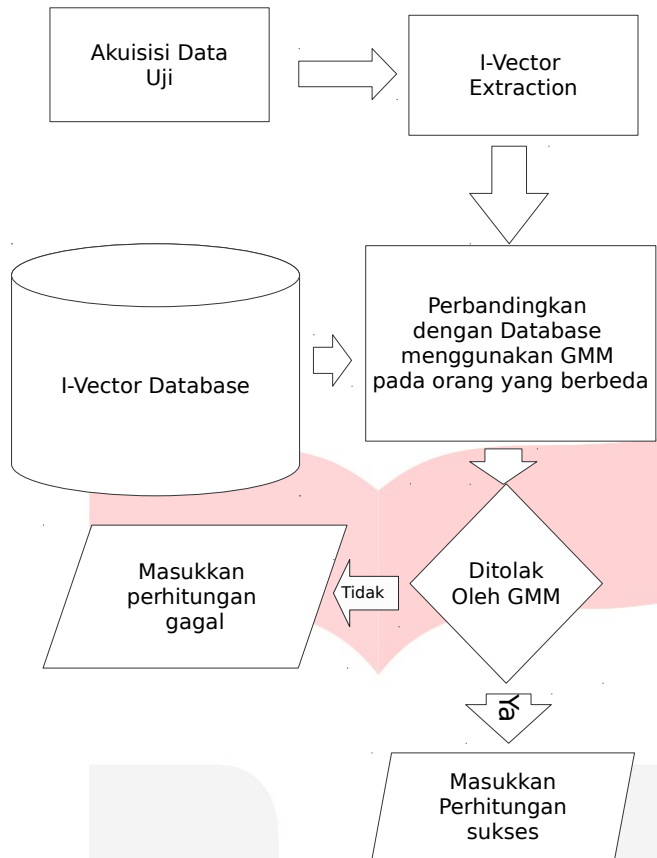 Akuisisi Data
Uji
I-Vector
Extraction
Perbandingkan
dengan Database
menggunakan GMM
pada orang yang berbeda
I-Vector Database
Ditolak
Oleh GMM
Tidak
Masukkan
perhitungan
gagal
Ya
Masukkan
Perhitungan
sukses